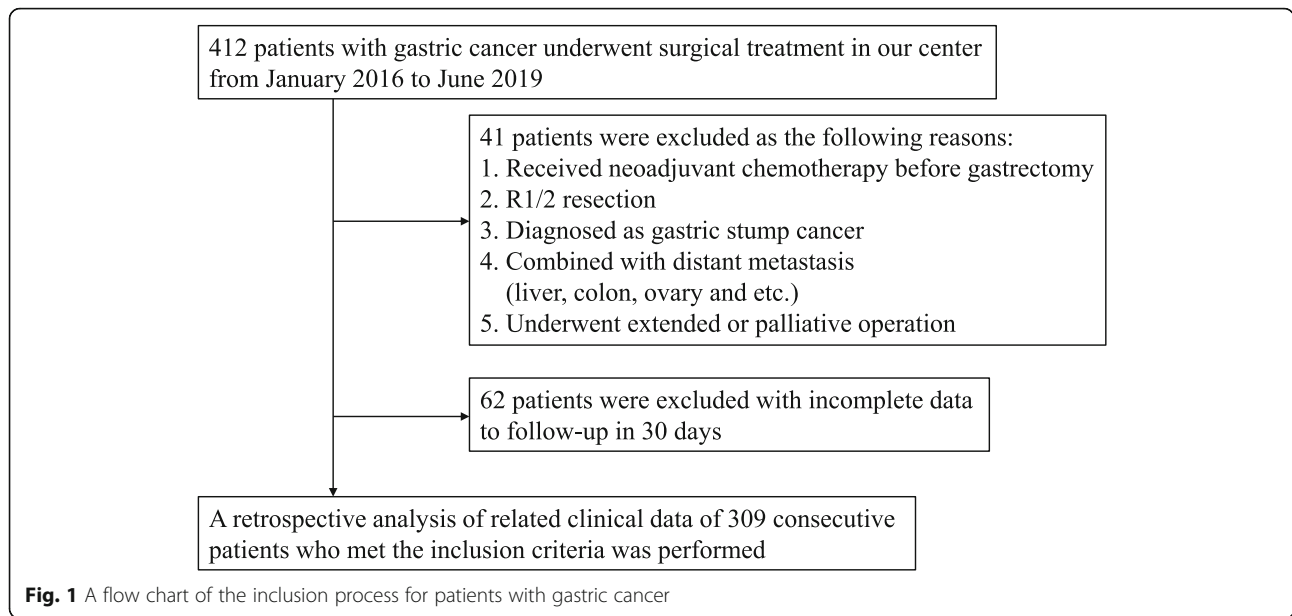 412 patients with gastric cancer underwent surgical treatment in our center
from January 2016 to June 2019
41 patients were excluded as the following reasons:
1. Received neoadjuvant chemotherapy before gastrectomy
2. R1/2 resection
3. Diagnosed as gastric stump cancer
4. Combined with distant metastasis
(liver, colon, ovary and etc.)
5. Underwent extended or palliative operation
62 patients were excluded with incomplete data
to follow-up in 30 days
A retrospective analysis of related clinical data of 309 consecutive
patients who met the inclusion criteria was performed
Fig. 1 A flow chart of the inclusion process for patients with gastric cancer